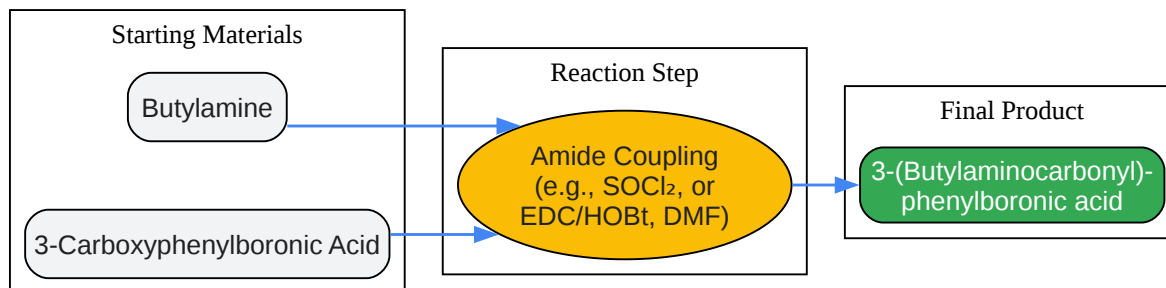 Starting Materials
Butylamine
3-Carboxyphenylboronic Acid
Reaction Step
Amide Coupling
(e.g., SOCl₂, or
EDC/HOBt, DMF)
Final Product
3-(Butylaminocarbonyl)-
phenylboronic acid